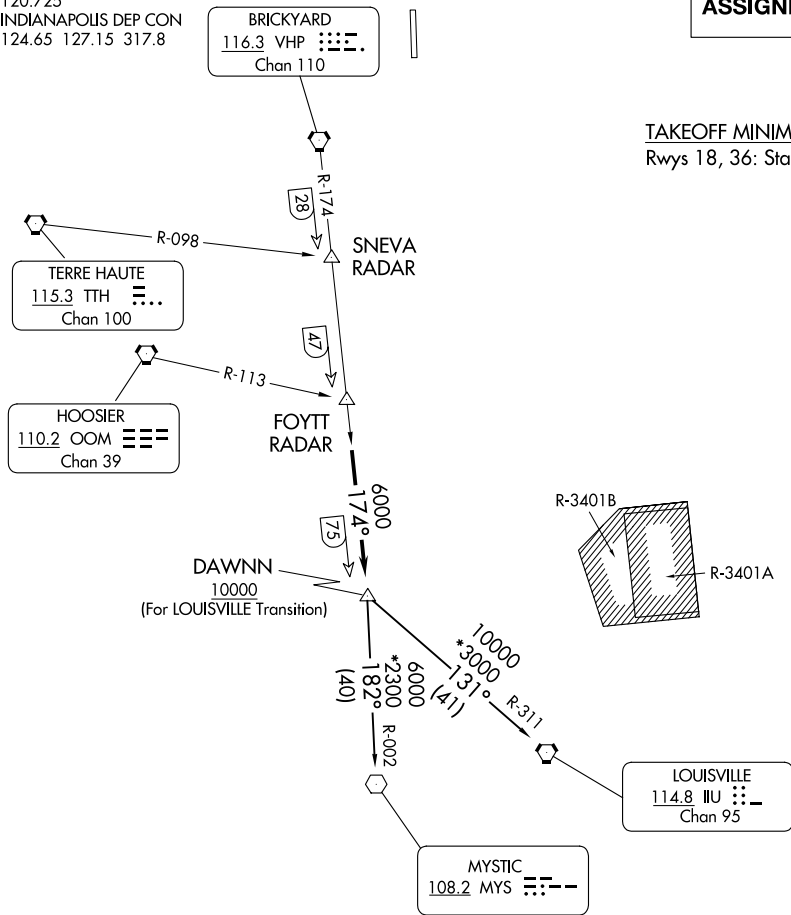 120.725
INDIANAPOLIS DEP CON
124.65 127.15 317.8
BRICKYARD
116.3 VHP
Chan 110
ASSIGNE
TAKEOFF MINIM
Rwys 18, 36: Sta
R-174
28
R-098
SNEVA
RADAR
TERRE HAUTE
115.3 TTH
Chan 100
47
R-113
HOOSIER
110.2 OOM
Chan 39
FOYTT
RADAR
6000
174°
75
R-3401B
R-3401A
DAWNN
10000
(For LOUISVILLE Transition)
10000
*3000
131°
(41)
R-311
6000
*2300
182°
(40)
R-002
LOUISVILLE
114.8 IIU
Chan 95
MYSTIC
108.2 MYS